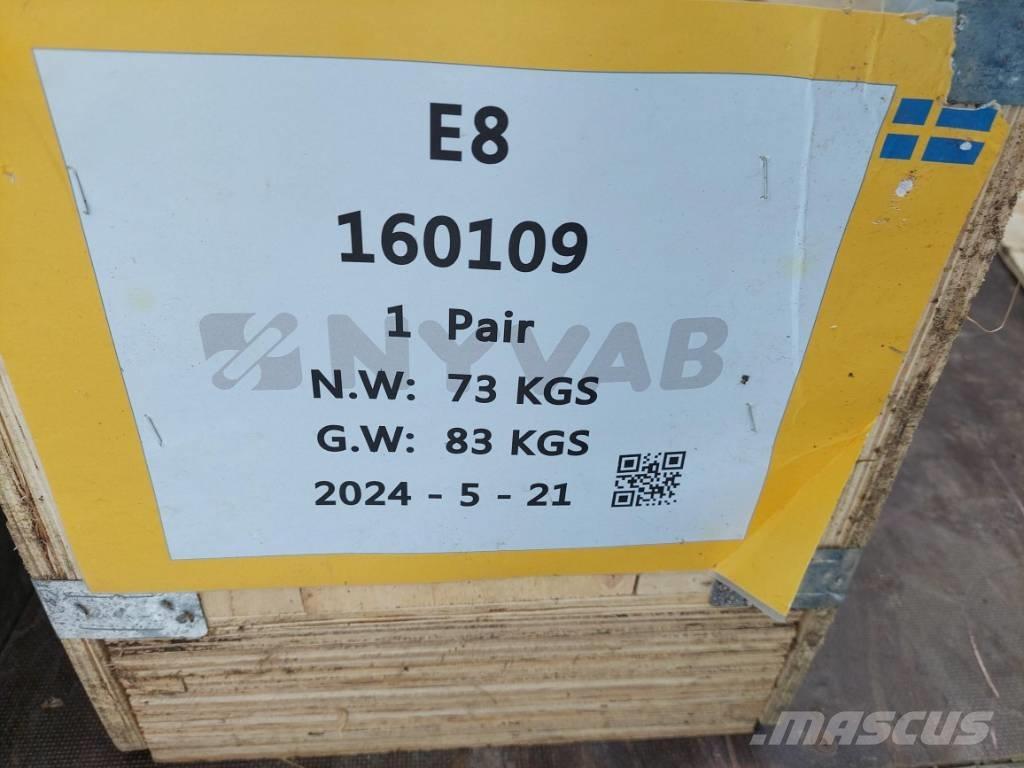 E8
160109
1 Pair
NYVAB
N.W: 73 KGS
G.W: 83 KGS
2024 - 5 - 21
MASCUS